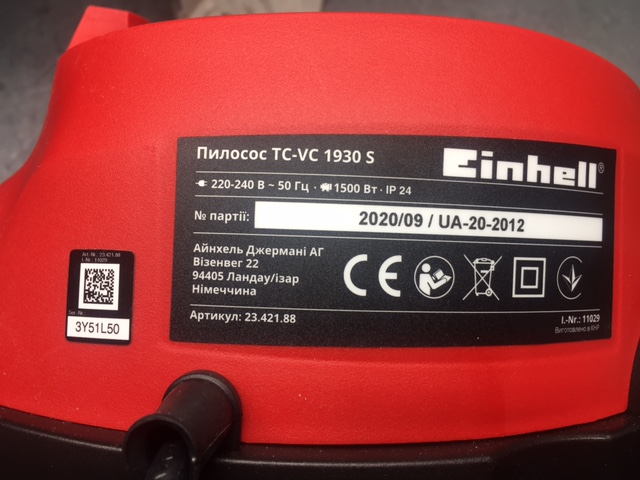 Пилосос TC-VC 1930 S
Einhell®
220-240 В ~ 50 Гц · 1500 Вт · IP 24
№ партії: 2020/09 / UA-20-2012
Айнхель Джермані АГ
Візенвег 22
94405 Ландау/ізар
Німеччина
CE
Артикул: 23.421.88
I.-Nr.: 11029
Виготовлено в КНР
Art.-Nr.: 23.421.88
I.-Nr.: 11029
Ser.-Nr.:
3Y51L50